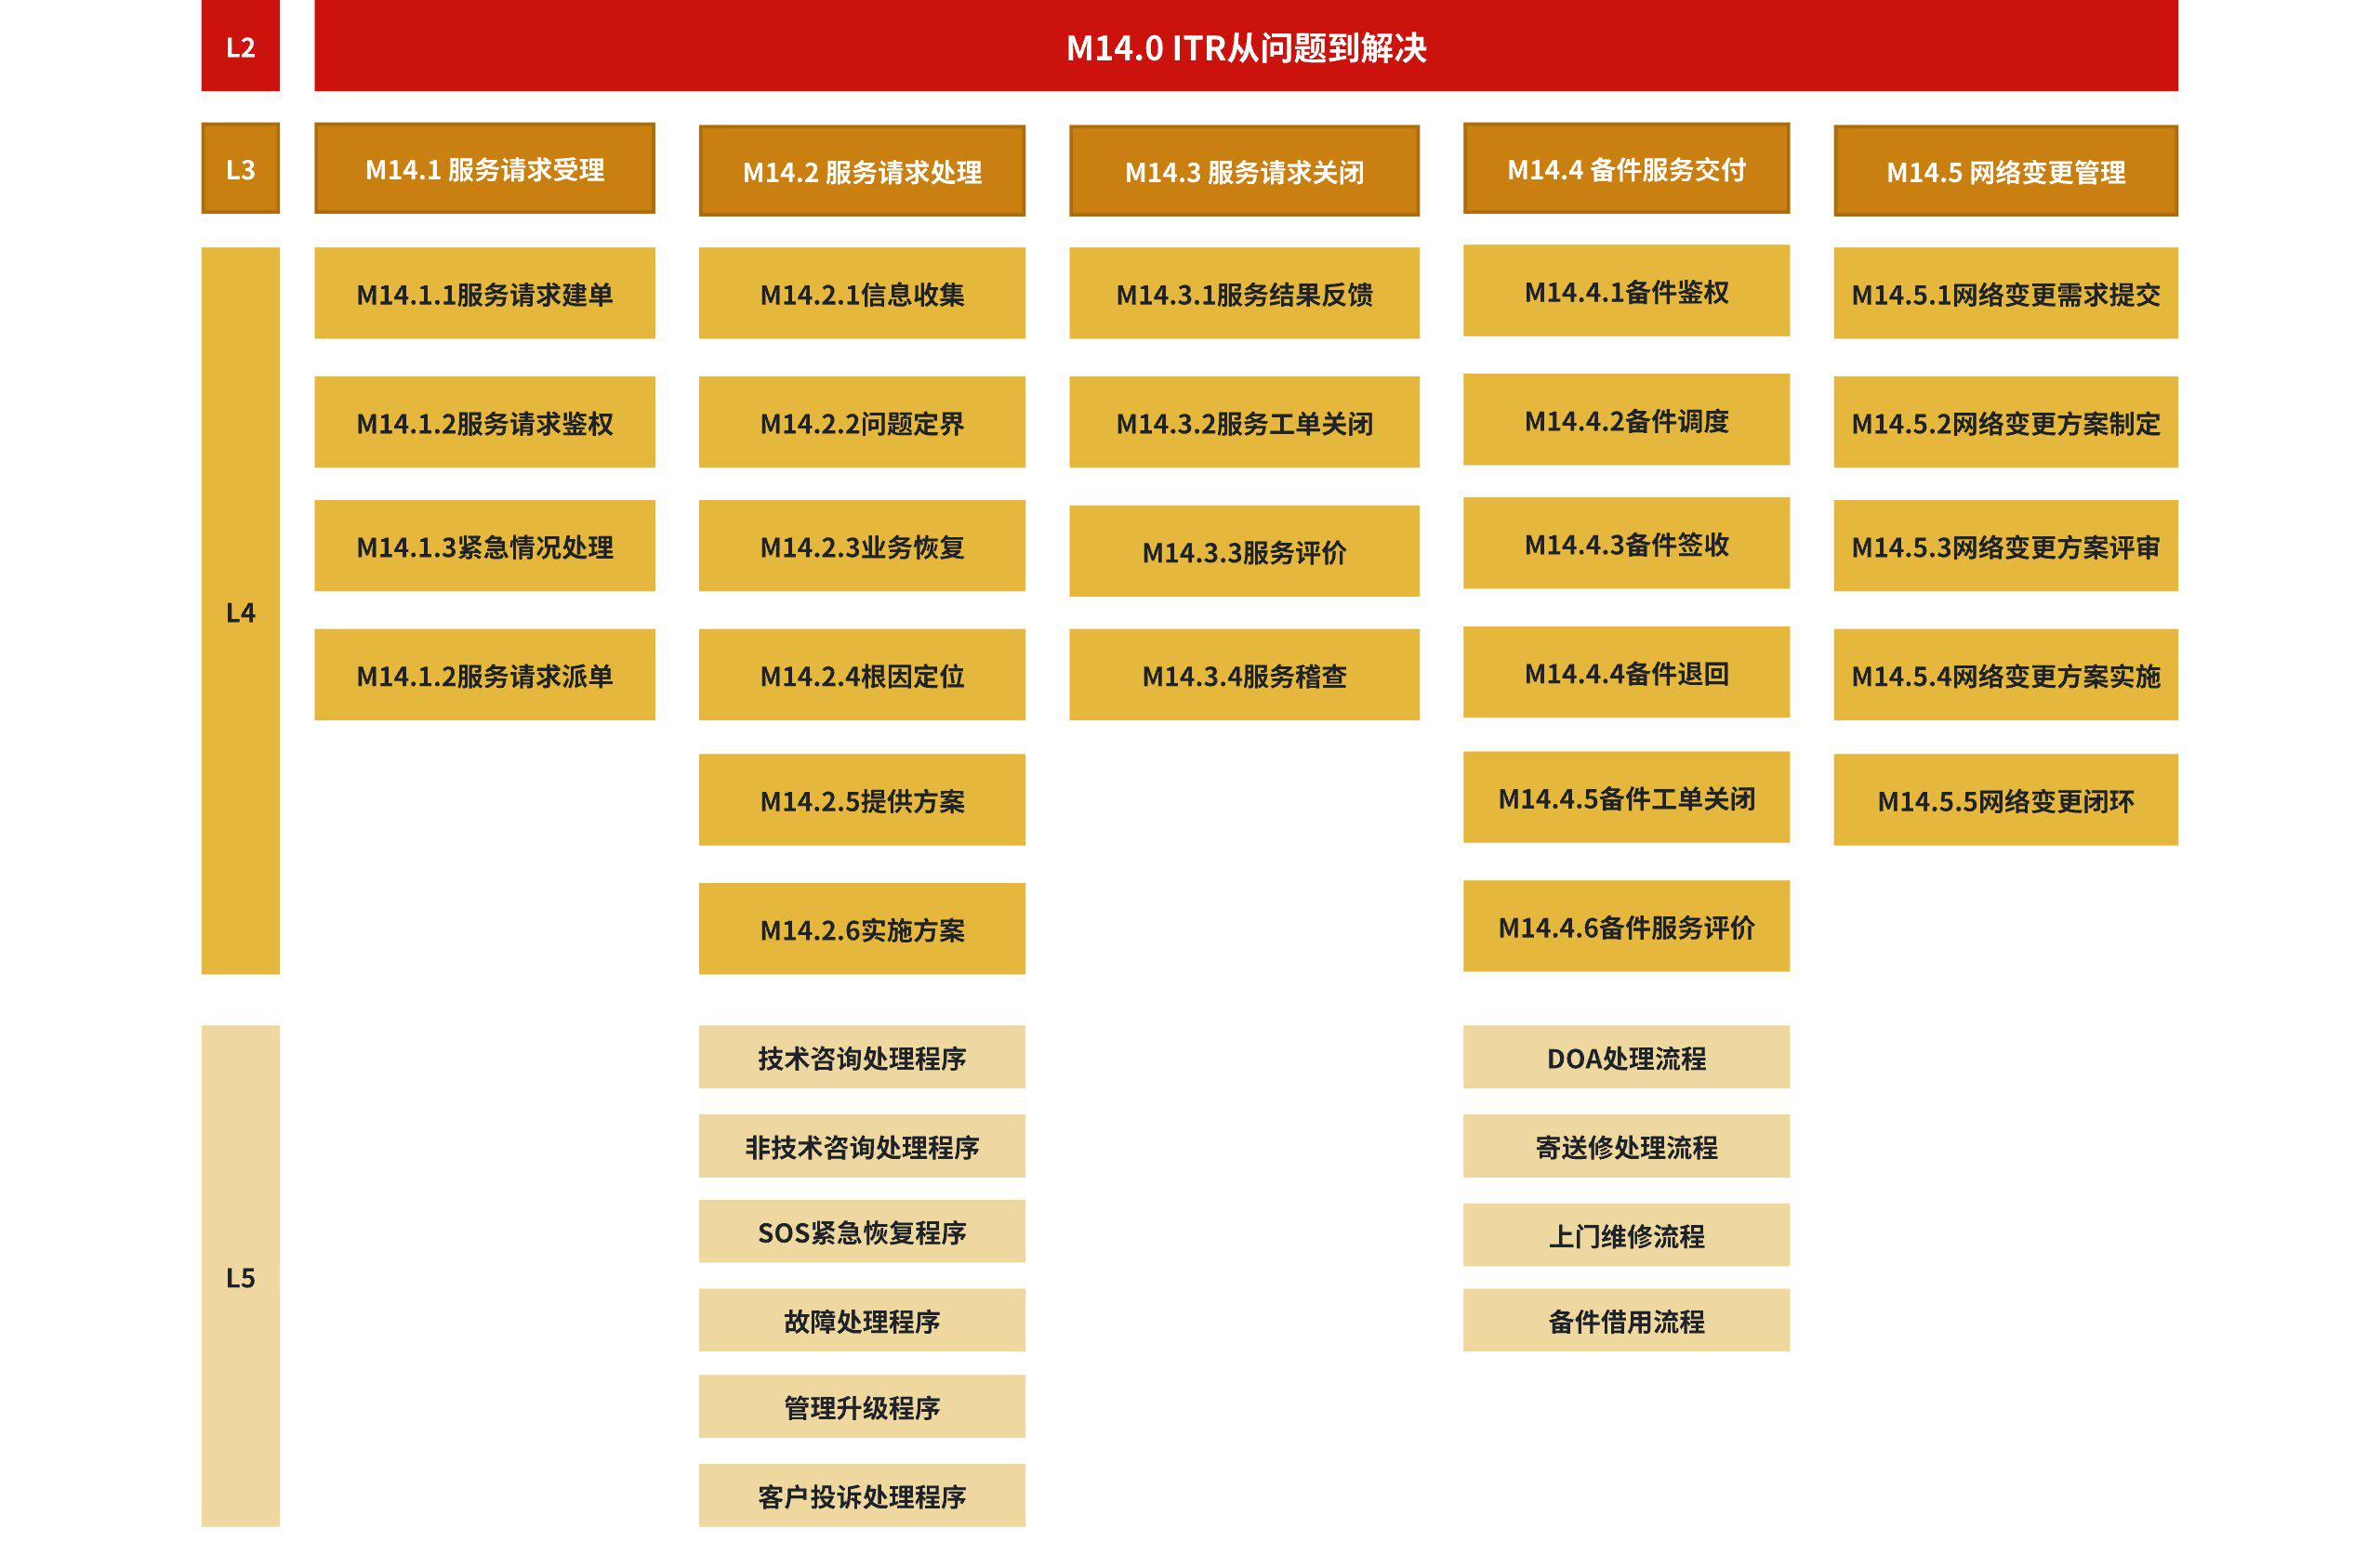 L2
M14.0 ITR从问题到解决
L3
M14.1 服务请求受理
M14.2 服务请求处理
M14.3 服务请求关闭
M14.4 备件服务交付
M14.5 网络变更管理
L4
M14.1.1服务请求建单
M14.2.1信息收集
M14.3.1服务结果反馈
M14.4.1备件鉴权
M14.5.1网络变更需求提交
M14.1.2服务请求鉴权
M14.2.2问题定界
M14.3.2服务工单关闭
M14.4.2备件调度
M14.5.2网络变更方案制定
M14.1.3紧急情况处理
M14.2.3业务恢复
M14.3.3服务评价
M14.4.3备件签收
M14.5.3网络变更方案评审
M14.1.2服务请求派单
M14.2.4根因定位
M14.3.4服务稽查
M14.4.4备件退回
M14.5.4网络变更方案实施
M14.2.5提供方案
M14.4.5备件工单关闭
M14.5.5网络变更闭环
M14.2.6实施方案
M14.4.6备件服务评价
L5
技术咨询处理程序
DOA处理流程
非技术咨询处理程序
寄送修处理流程
SOS紧急恢复程序
上门维修流程
故障处理程序
备件借用流程
管理升级程序
客户投诉处理程序